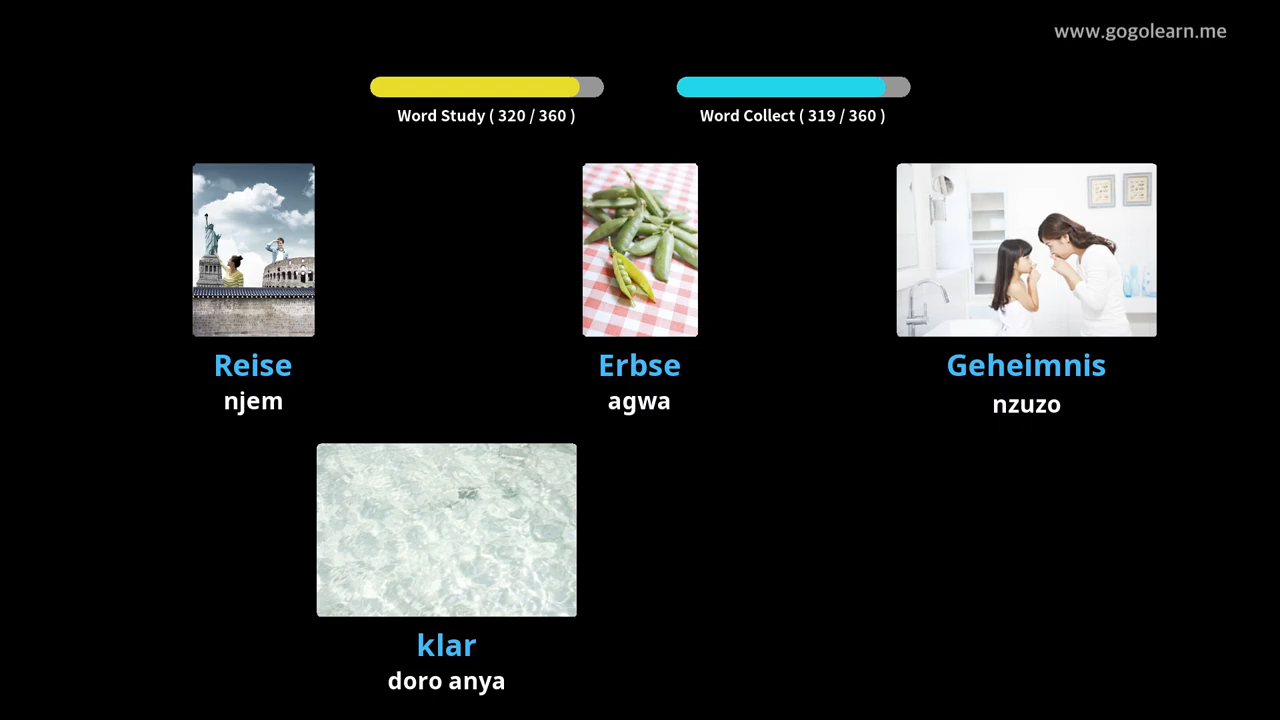 www.gogolearn.me
Word Study ( 320 / 360 )
Word Collect ( 319 / 360 )
Reise
njem
Erbse
agwa
Geheimnis
nzuzo
klar
doro anya